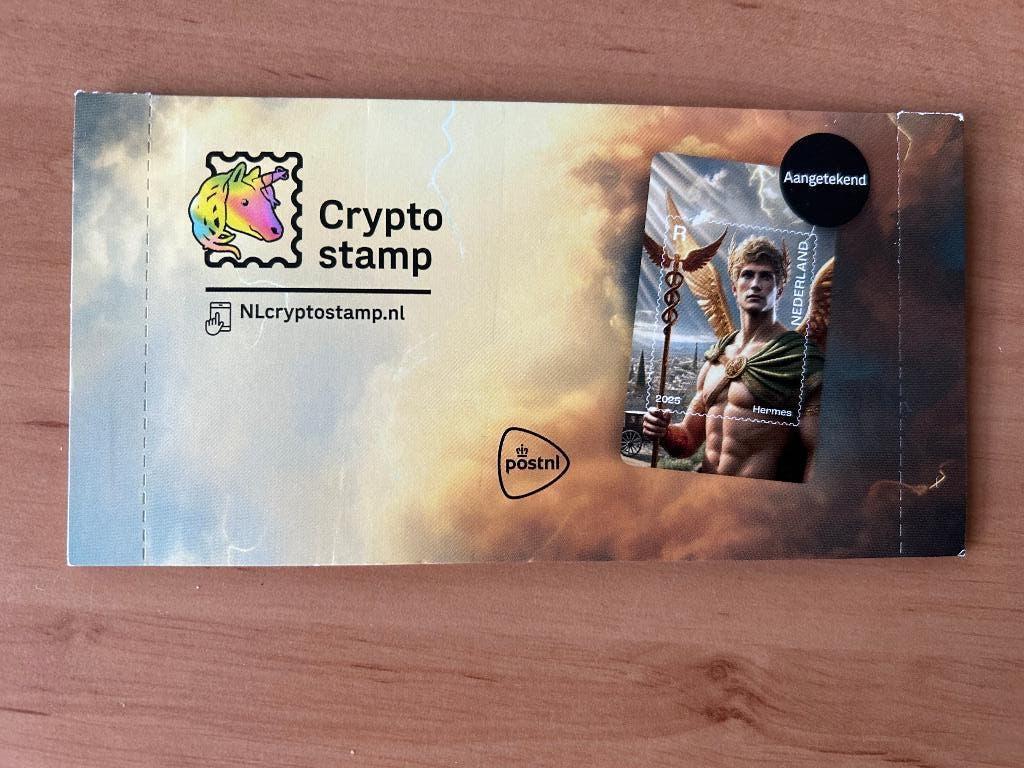 Crypto
stamp
NLcryptostamp.nl
postnl
Aangetekend
R
NEDERLAND
2025
Hermes